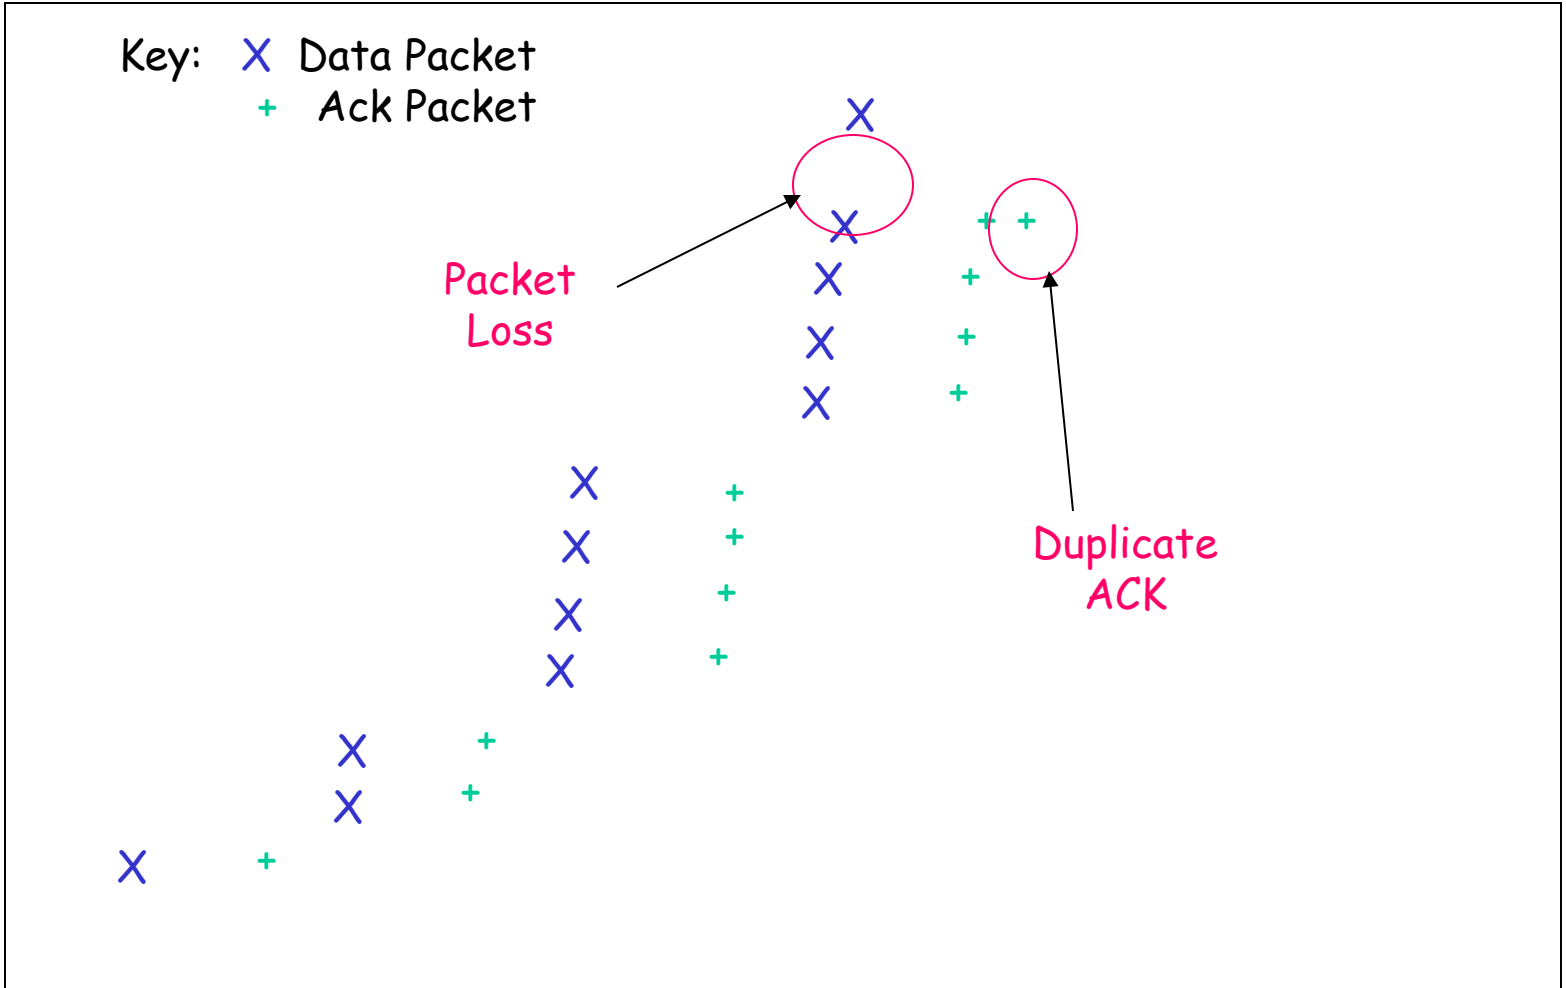 Key: X Data Packet
+ Ack Packet
Packet
Loss
Duplicate
ACK